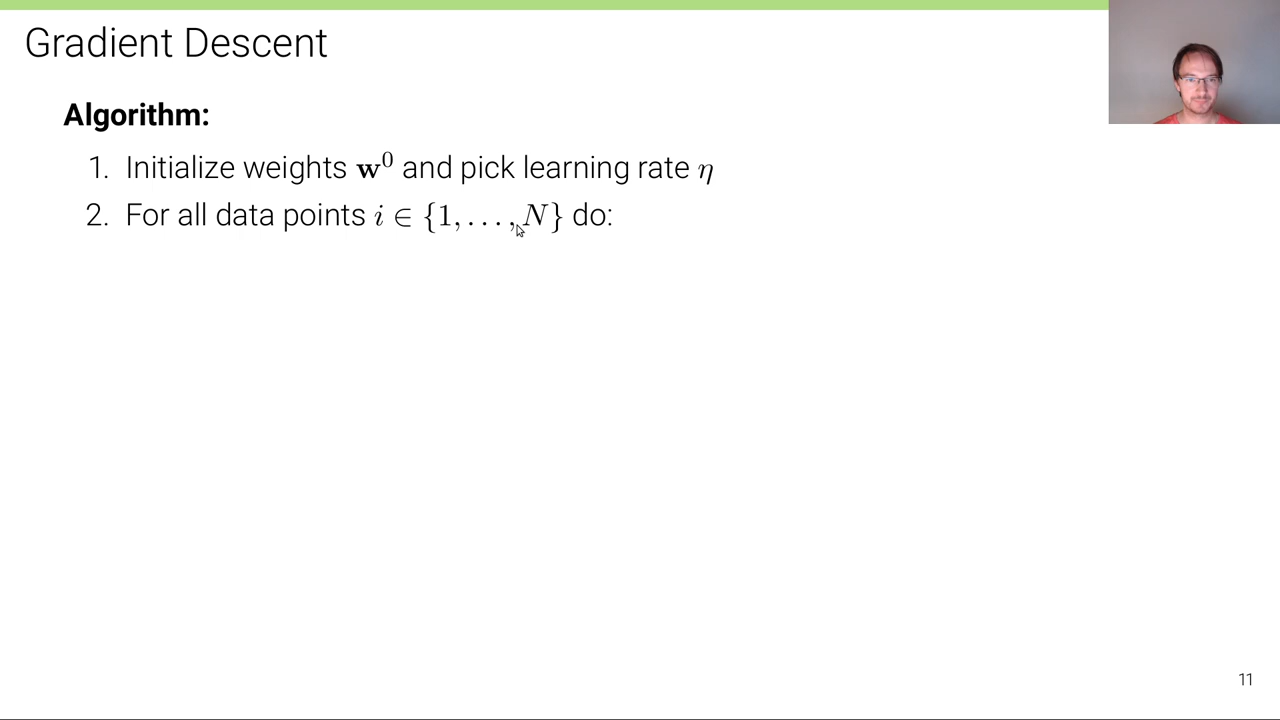 Gradient Descent
Algorithm:
1. Initialize weights w⁰ and pick learning rate η
2. For all data points i ∈ {1, . . . , N} do:
11